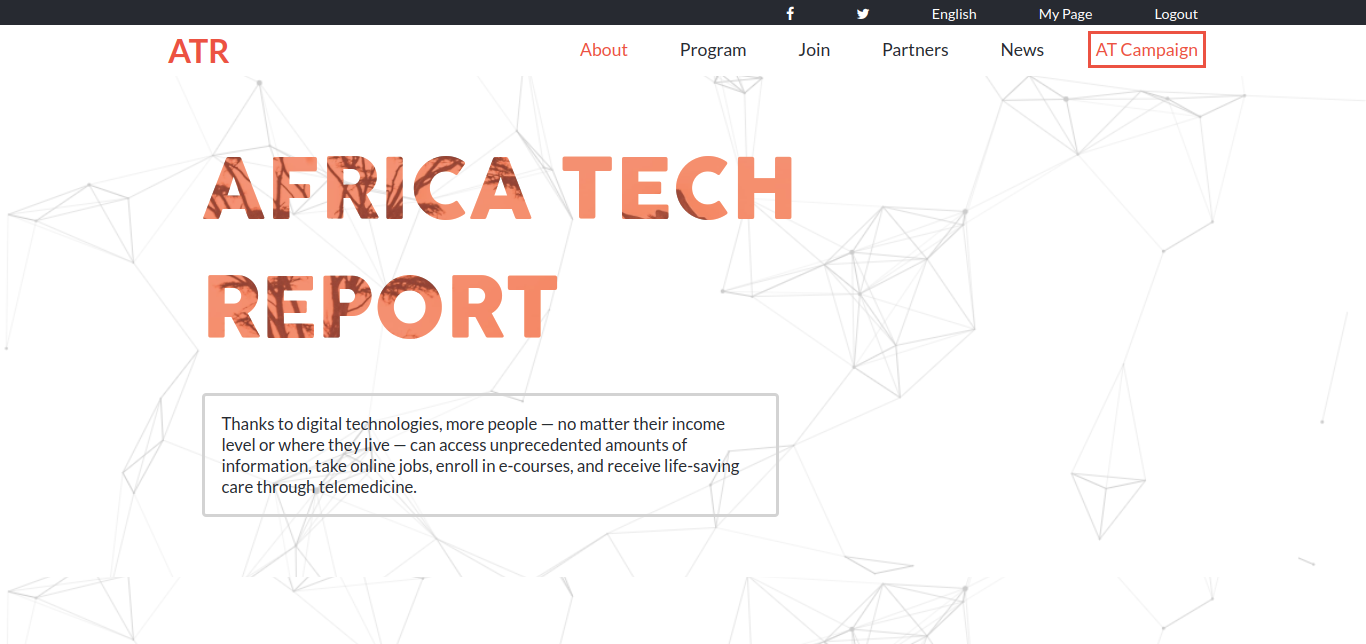 English My Page Logout
ATR About Program Join Partners News AT Campaign
AFRICA TECH
REPORT
Thanks to digital technologies, more people — no matter their income
level or where they live — can access unprecedented amounts of
information, take online jobs, enroll in e-courses, and receive life-saving
care through telemedicine.